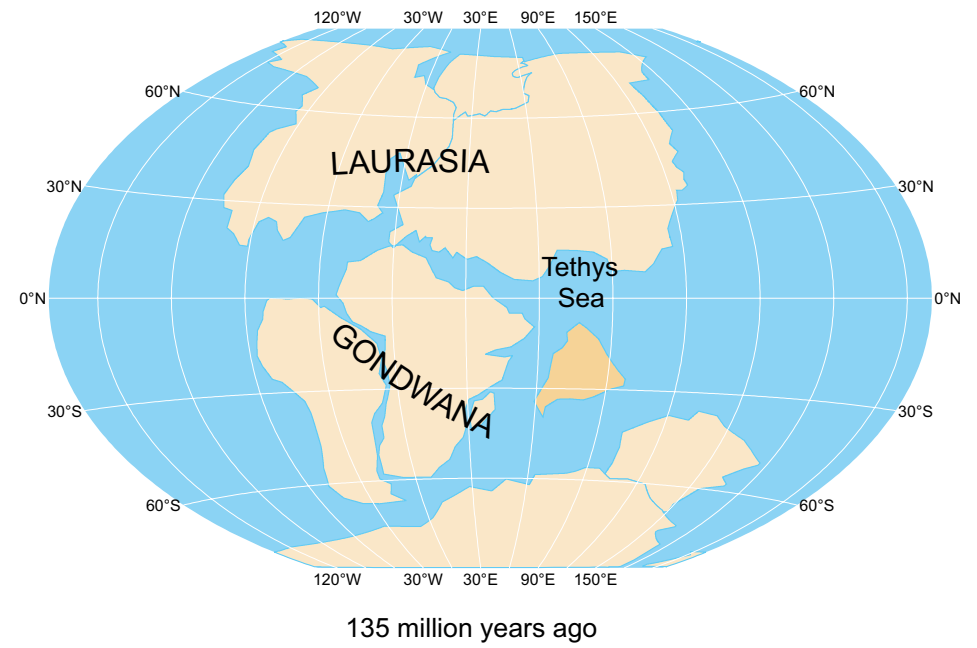 120°W 30°W 30°E 90°E 150°E
60°N 60°N
LAURASIA
30°N 30°N
Tethys
Sea
0°N 0°N
GONDWANA
30°S 30°S
60°S 60°S
120°W 30°W 30°E 90°E 150°E
135 million years ago